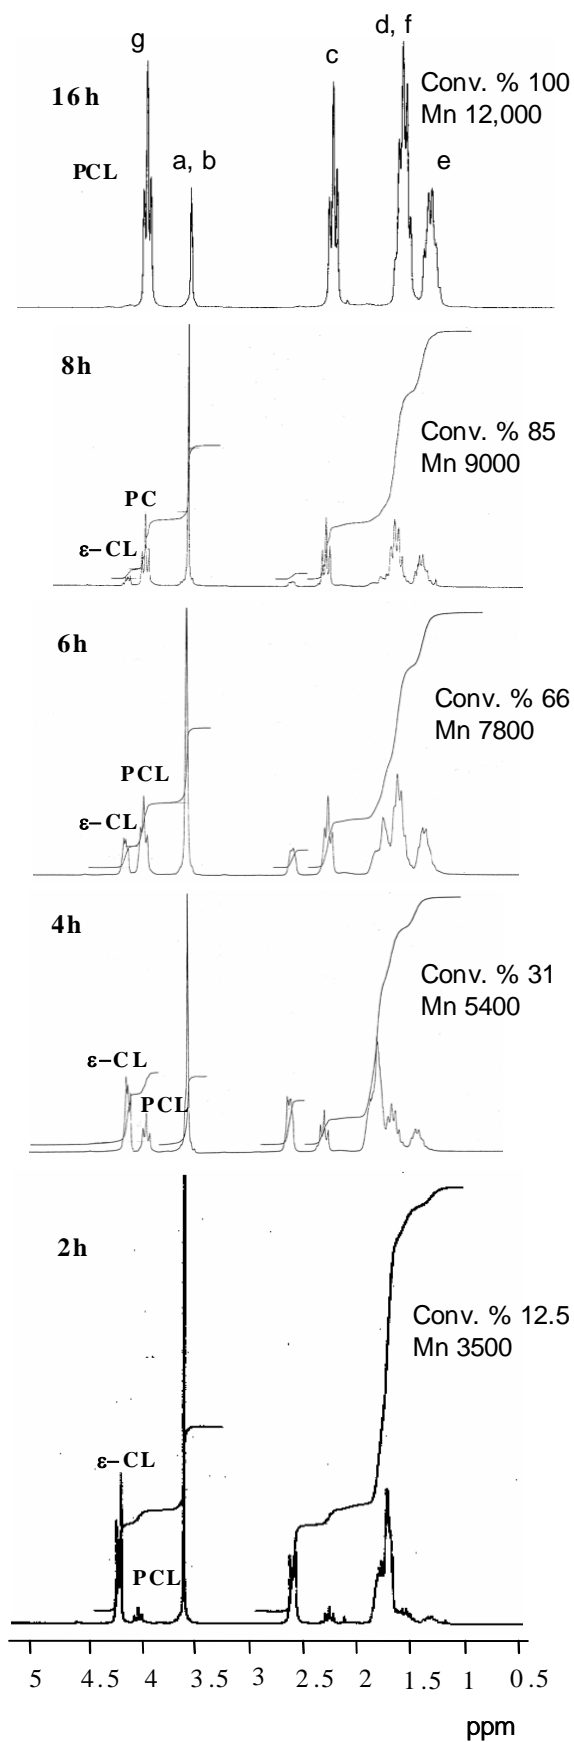 g
c
d, f
16h
Conv. % 100
Mn 12,000
PCL
a, b
e
8h
Conv. % 85
Mn 9000
PC
ε–CL
6h
Conv. % 66
Mn 7800
PCL
ε–CL
4h
Conv. % 31
Mn 5400
ε–CL
PCL
2h
Conv. % 12.5
Mn 3500
ε–CL
PCL
5 4.5 4 3.5 3 2.5 2 1.5 1 0.5
ppm